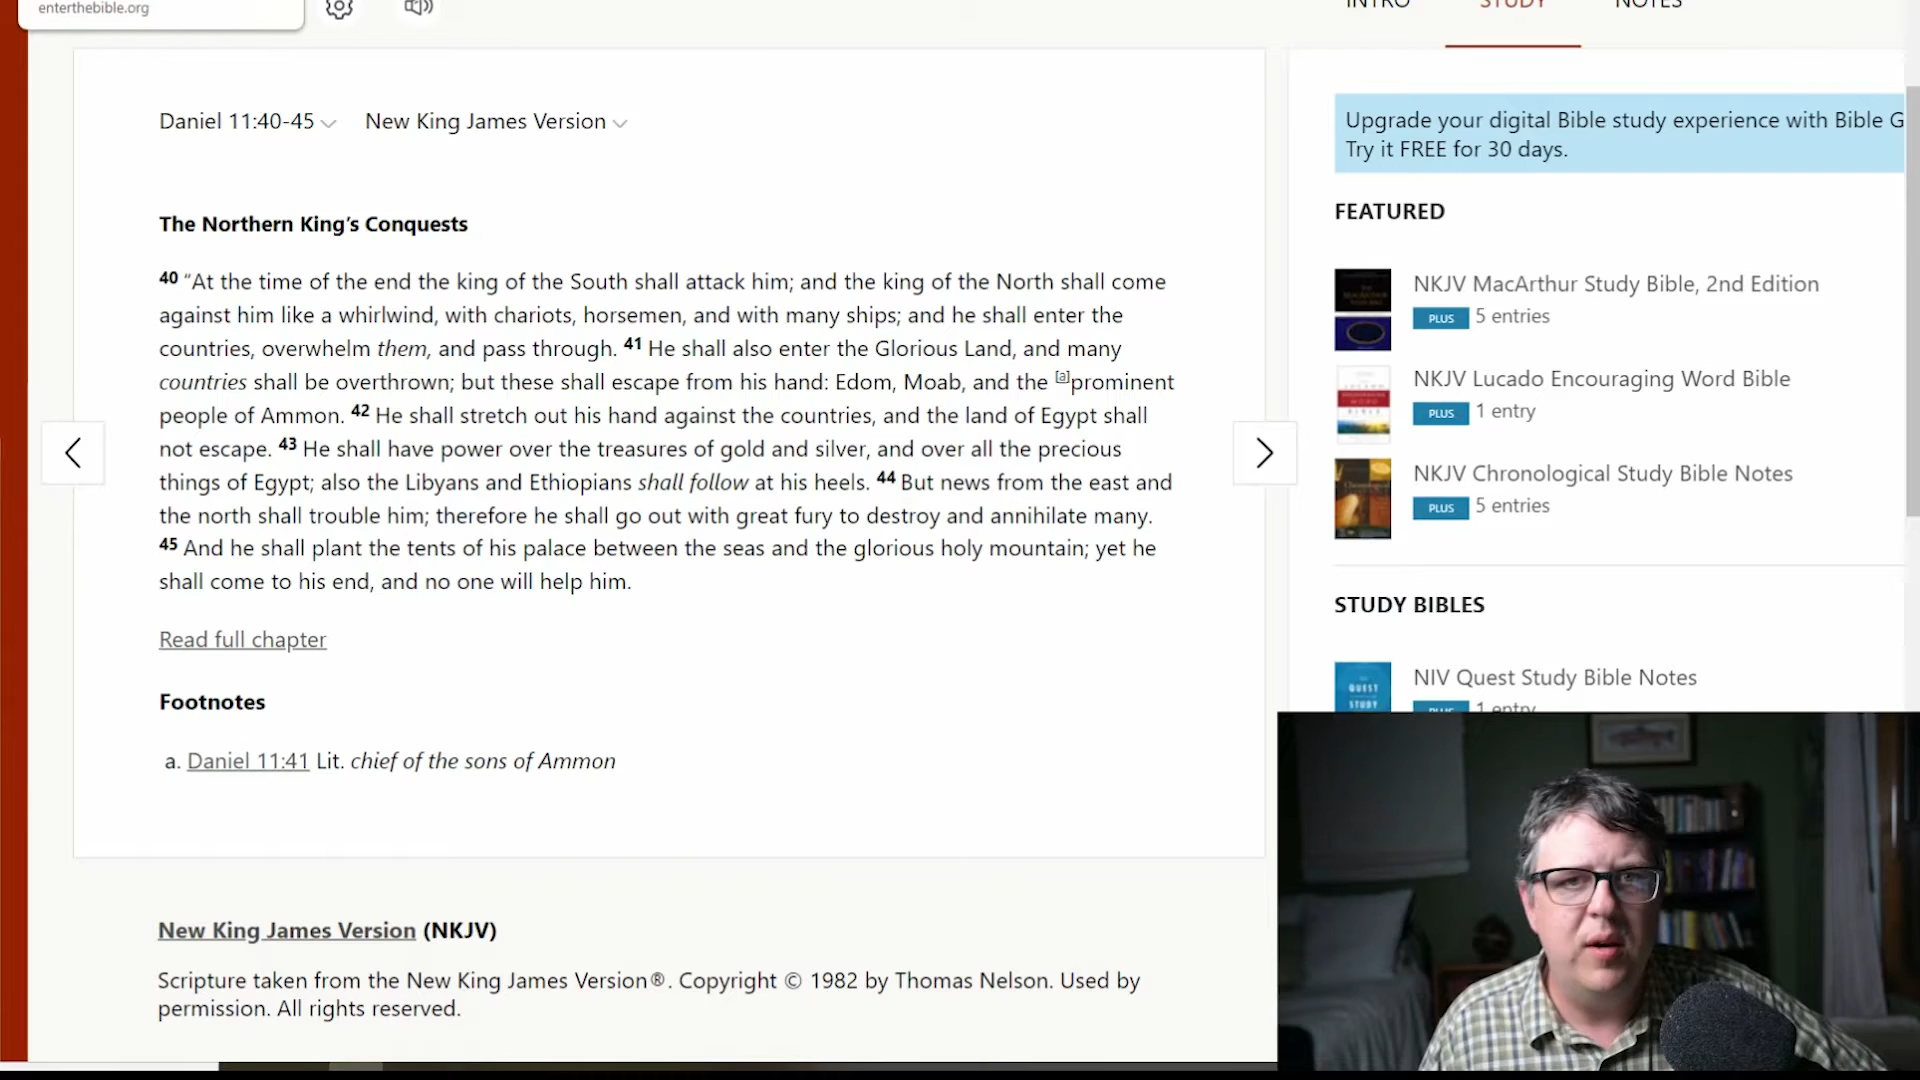 enterthebible.org
INTRO STUDY NOTES
Daniel 11:40-45 New King James Version
The Northern King's Conquests
40 “At the time of the end the king of the South shall attack him; and the king of the North shall come
against him like a whirlwind, with chariots, horsemen, and with many ships; and he shall enter the
countries, overwhelm them, and pass through. 41 He shall also enter the Glorious Land, and many
countries shall be overthrown; but these shall escape from his hand: Edom, Moab, and the [a]prominent
people of Ammon. 42 He shall stretch out his hand against the countries, and the land of Egypt shall
not escape. 43 He shall have power over the treasures of gold and silver, and over all the precious
things of Egypt; also the Libyans and Ethiopians shall follow at his heels. 44 But news from the east and
the north shall trouble him; therefore he shall go out with great fury to destroy and annihilate many.
45 And he shall plant the tents of his palace between the seas and the glorious holy mountain; yet he
shall come to his end, and no one will help him.
Read full chapter
Footnotes
a. Daniel 11:41 Lit. chief of the sons of Ammon
New King James Version (NKJV)
Scripture taken from the New King James Version®. Copyright © 1982 by Thomas Nelson. Used by
permission. All rights reserved.
Upgrade your digital Bible study experience with Bible G
Try it FREE for 30 days.
FEATURED
NKJV MacArthur Study Bible, 2nd Edition
PLUS 5 entries
NKJV Lucado Encouraging Word Bible
PLUS 1 entry
NKJV Chronological Study Bible Notes
PLUS 5 entries
STUDY BIBLES
NIV Quest Study Bible Notes
QUEST
STUDY
PLUS 1 entry